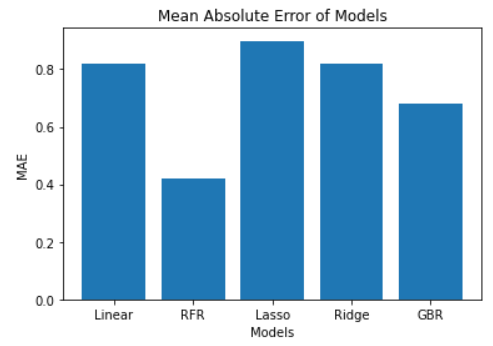 Mean Absolute Error of Models
MAE
0.8
0.6
0.4
0.2
0.0
Linear RFR Lasso Ridge GBR
Models